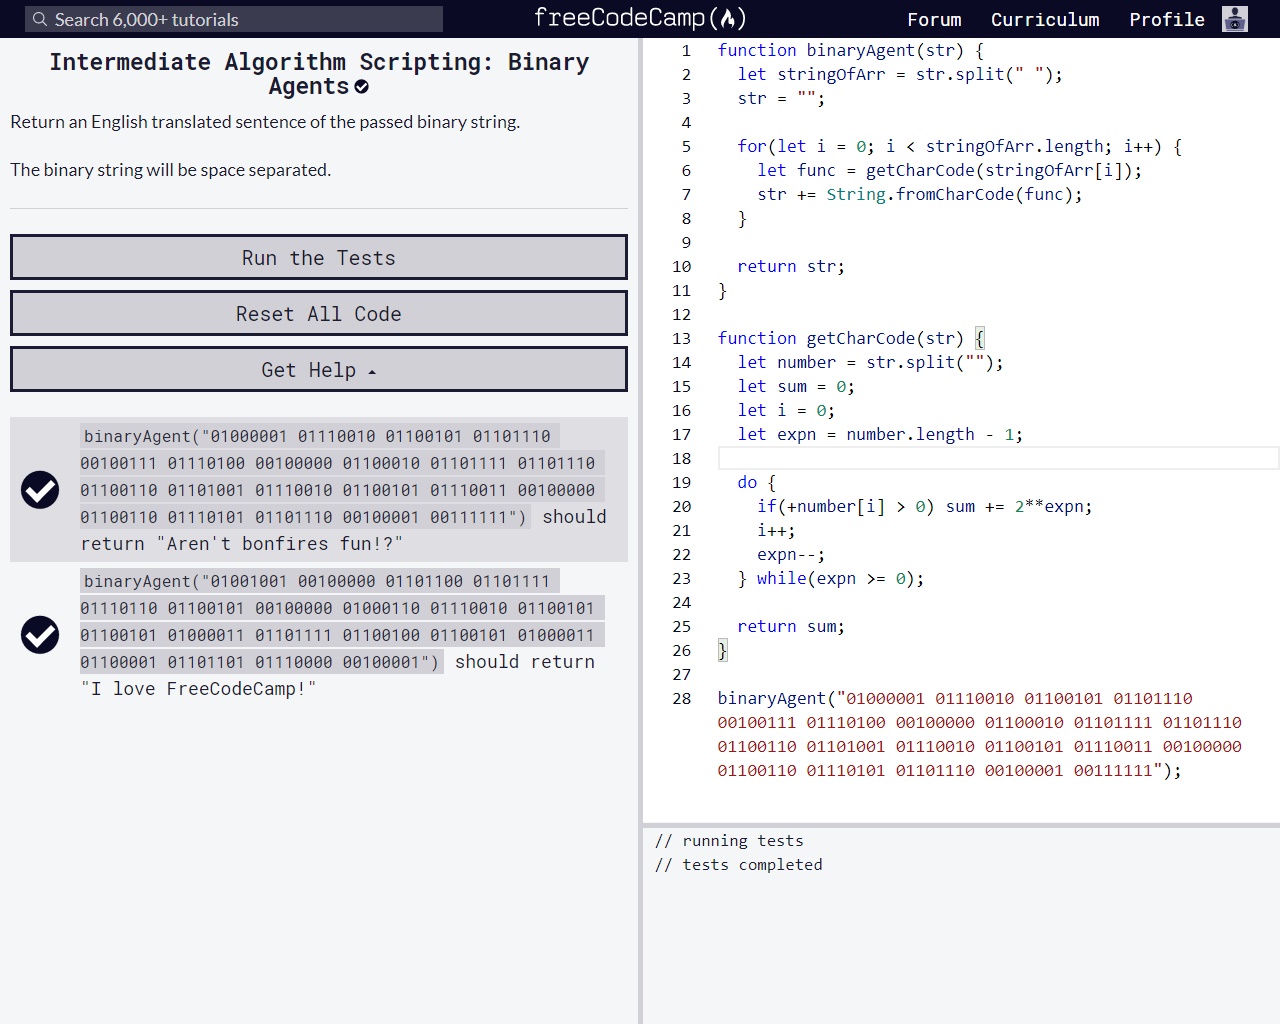 Search 6,000+ tutorials
freeCodeCamp
Forum Curriculum Profile
Intermediate Algorithm Scripting: Binary
Agents
Return an English translated sentence of the passed binary string.
The binary string will be space separated.
Run the Tests
Reset All Code
Get Help
binaryAgent("01000001 01110010 01100101 01101110
00100111 01110100 00100000 01100010 01101111 01101110
01100110 01101001 01110010 01100101 01110011 00100000
01100110 01110101 01101110 00100001 00111111") should
return "Aren't bonfires fun!?"
binaryAgent("01001001 00100000 01101100 01101111
01110110 01100101 00100000 01000110 01110010 01100101
01100101 01000011 01101111 01100100 01100101 01000011
01100001 01101101 01110000 00100001") should return
"I love FreeCodeCamp!"
1 function binaryAgent(str) {
2 let stringOfArr = str.split(" ");
3 str = "";
4
5 for(let i = 0; i < stringOfArr.length; i++) {
6 let func = getCharCode(stringOfArr[i]);
7 str += String.fromCharCode(func);
8 }
9
10 return str;
11 }
12
13 function getCharCode(str) {
14 let number = str.split("");
15 let sum = 0;
16 let i = 0;
17 let expn = number.length - 1;
18
19 do {
20 if(+number[i] > 0) sum += 2**expn;
21 i++;
22 expn--;
23 } while(expn >= 0);
24
25 return sum;
26 }
27
28 binaryAgent("01000001 01110010 01100101 01101110
00100111 01110100 00100000 01100010 01101111 01101110
01100110 01101001 01110010 01100101 01110011 00100000
01100110 01110101 01101110 00100001 00111111");
// running tests
// tests completed